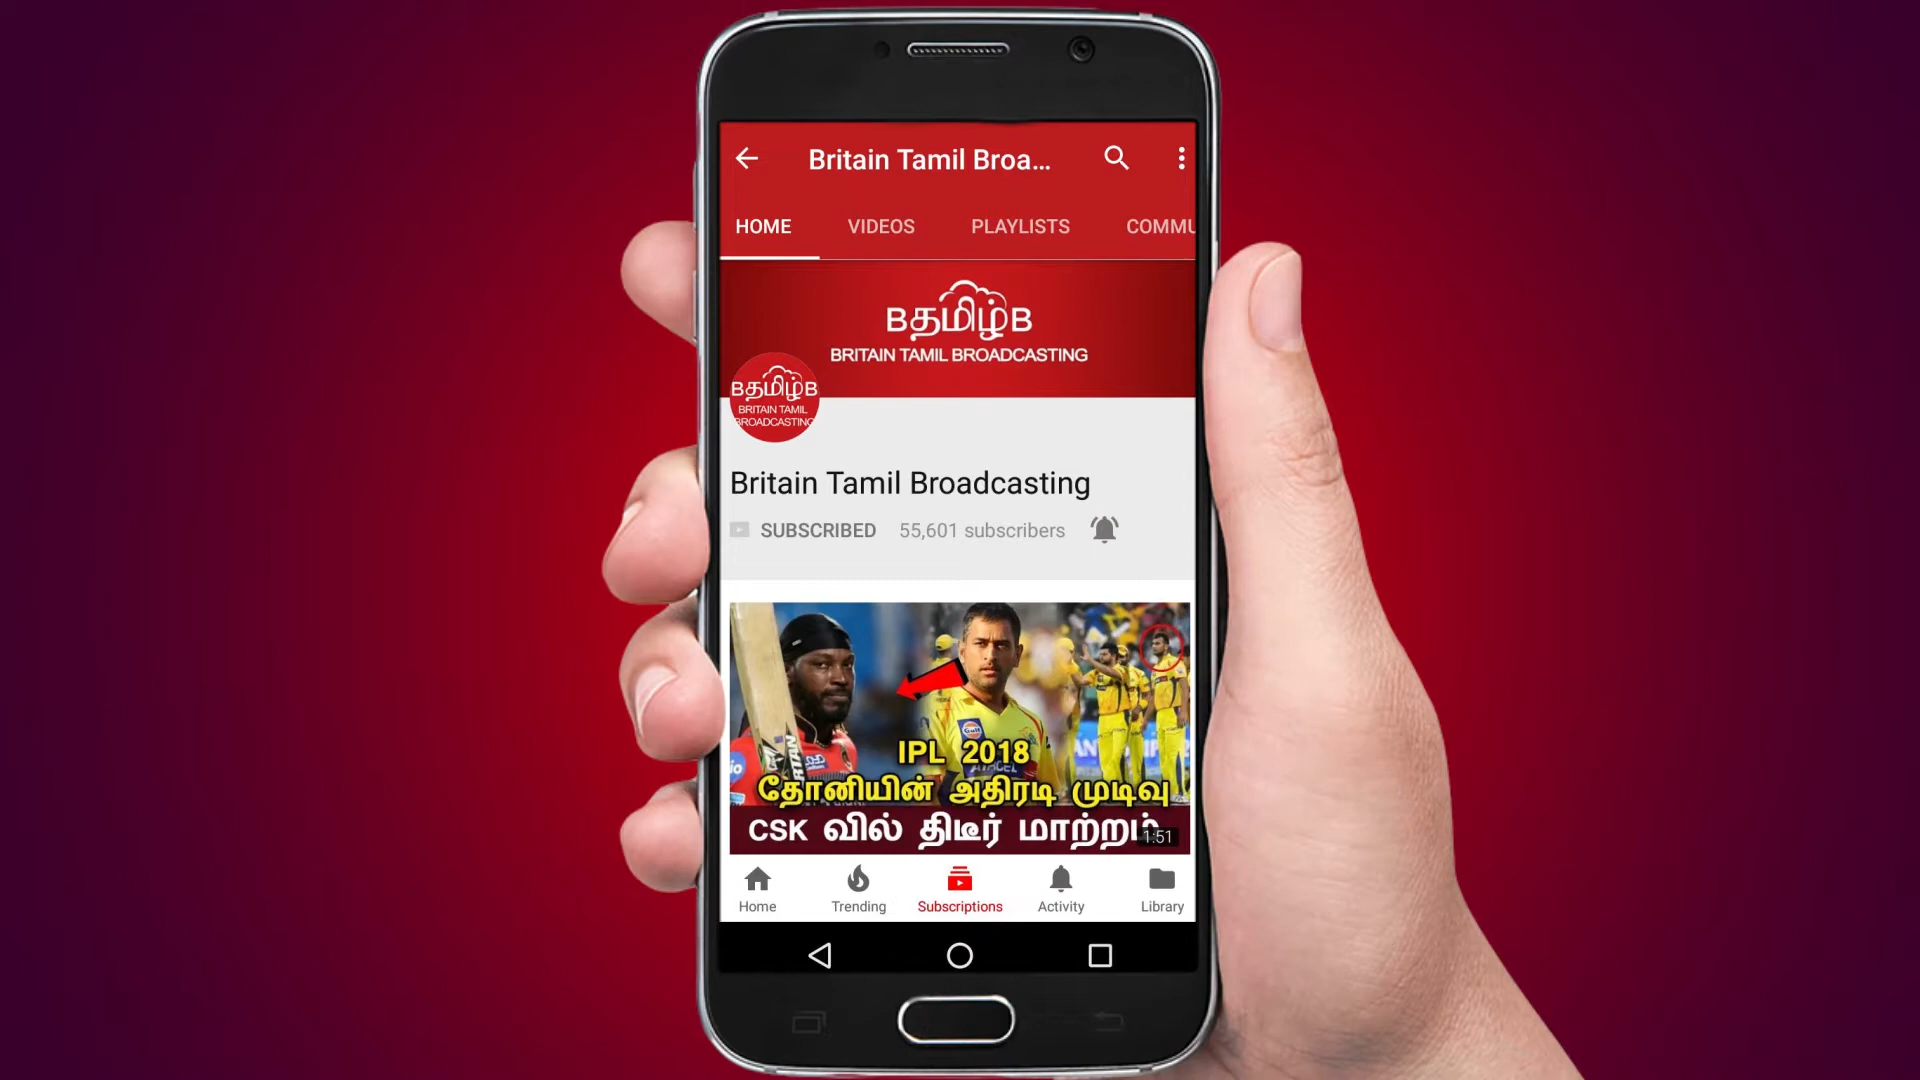 Britain Tamil Broa...
HOME VIDEOS PLAYLISTS COMMU
Bதமிழ்B
BRITAIN TAMIL BROADCASTING
Bதமிழ்B
BRITAIN TAMIL
BROADCASTING
Britain Tamil Broadcasting
SUBSCRIBED 55,601 subscribers
IPL 2018
தோனியின் அதிரடி முடிவு
CSK வில் திடீர் மாற்றம்
1:51
Home Trending Subscriptions Activity Library